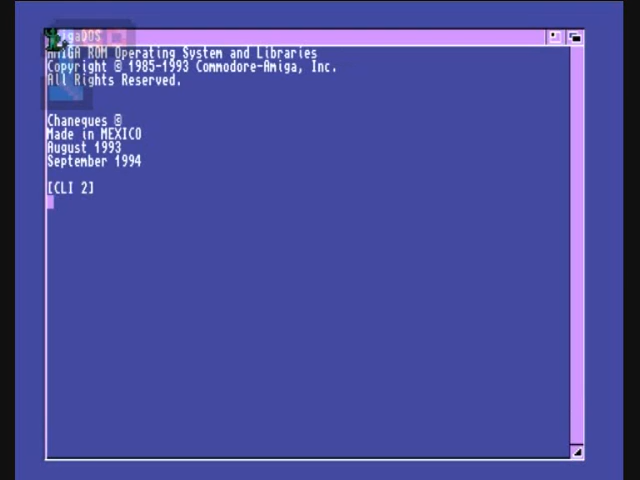 AmigaDOS
AMIGA ROM Operating System and Libraries
Copyright © 1985-1993 Commodore-Amiga, Inc.
All Rights Reserved.
Chaneques ©
Made in MEXICO
August 1993
September 1994
[CLI 2]